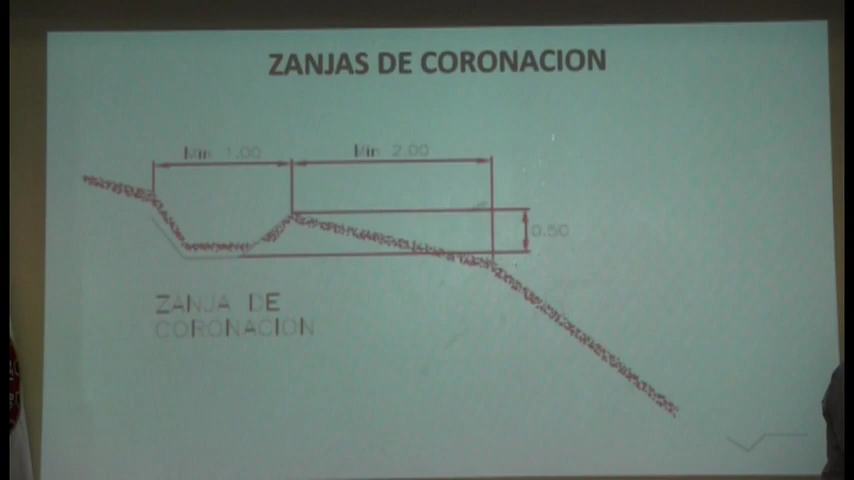 ZANJAS DE CORONACION
Min 1.00
Min 2.00
0.50
ZANJA DE
CORONACION